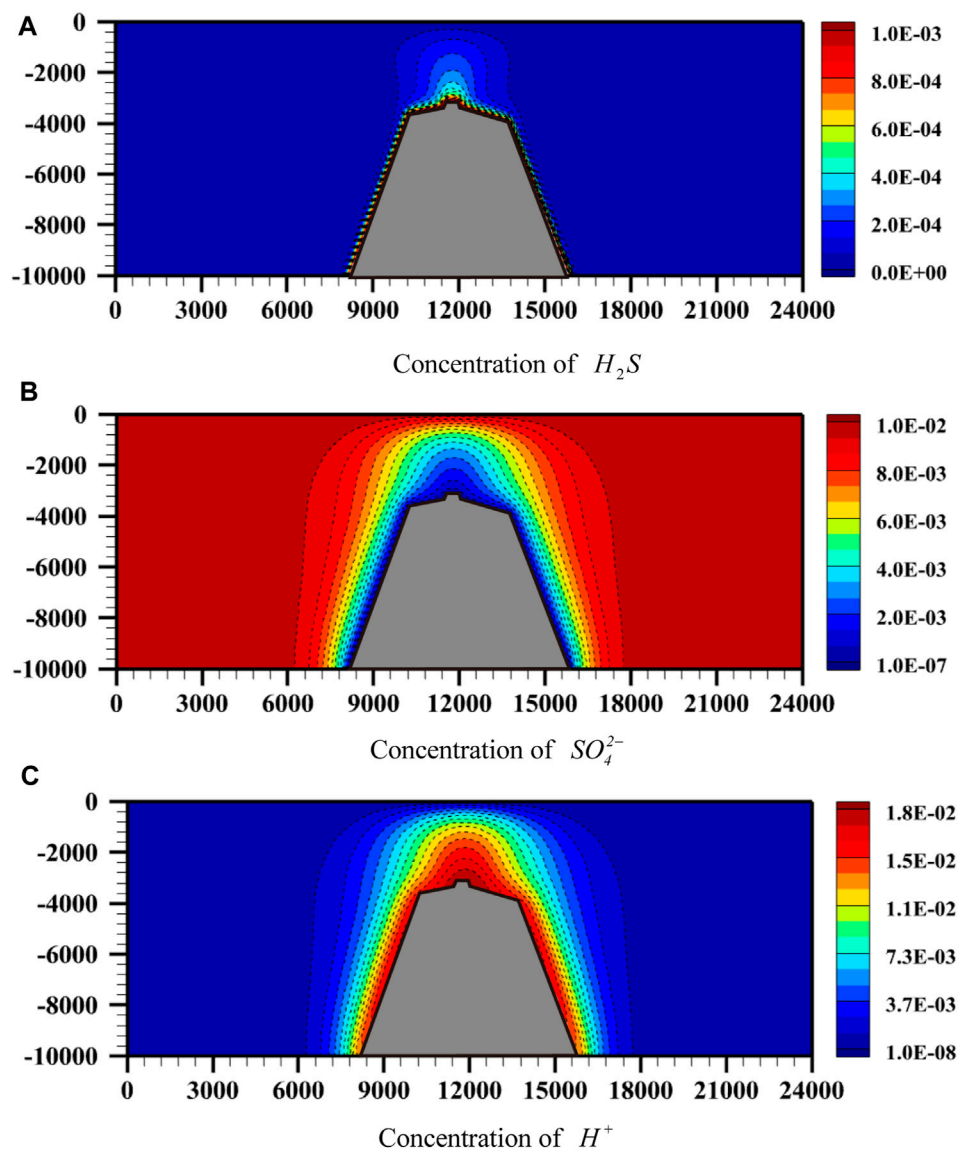 A
0
-2000
-4000
-6000
-8000
-10000
0 3000 6000 9000 12000 15000 18000 21000 24000
1.0E-03
8.0E-04
6.0E-04
4.0E-04
2.0E-04
0.0E+00
Concentration of H₂S
B
0
-2000
-4000
-6000
-8000
-10000
0 3000 6000 9000 12000 15000 18000 21000 24000
1.0E-02
8.0E-03
6.0E-03
4.0E-03
2.0E-03
1.0E-07
Concentration of SO₄²⁻
C
0
-2000
-4000
-6000
-8000
-10000
0 3000 6000 9000 12000 15000 18000 21000 24000
1.8E-02
1.5E-02
1.1E-02
7.3E-03
3.7E-03
1.0E-08
Concentration of H⁺